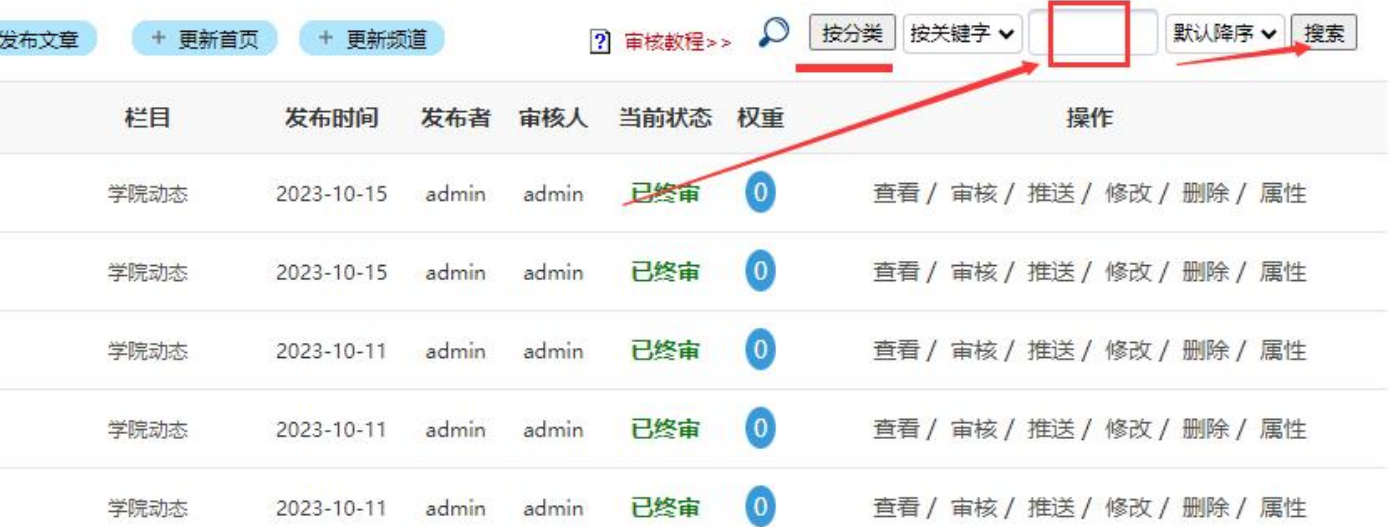 发布文章 + 更新首页 + 更新频道 ? 审核教程>> 按分类 按关键字 默认降序 搜索
栏目 发布时间 发布者 审核人 当前状态 权重 操作
学院动态 2023-10-15 admin admin 已终审 0 查看 / 审核 / 推送 / 修改 / 删除 / 属性
学院动态 2023-10-15 admin admin 已终审 0 查看 / 审核 / 推送 / 修改 / 删除 / 属性
学院动态 2023-10-11 admin admin 已终审 0 查看 / 审核 / 推送 / 修改 / 删除 / 属性
学院动态 2023-10-11 admin admin 已终审 0 查看 / 审核 / 推送 / 修改 / 删除 / 属性
学院动态 2023-10-11 admin admin 已终审 0 查看 / 审核 / 推送 / 修改 / 删除 / 属性